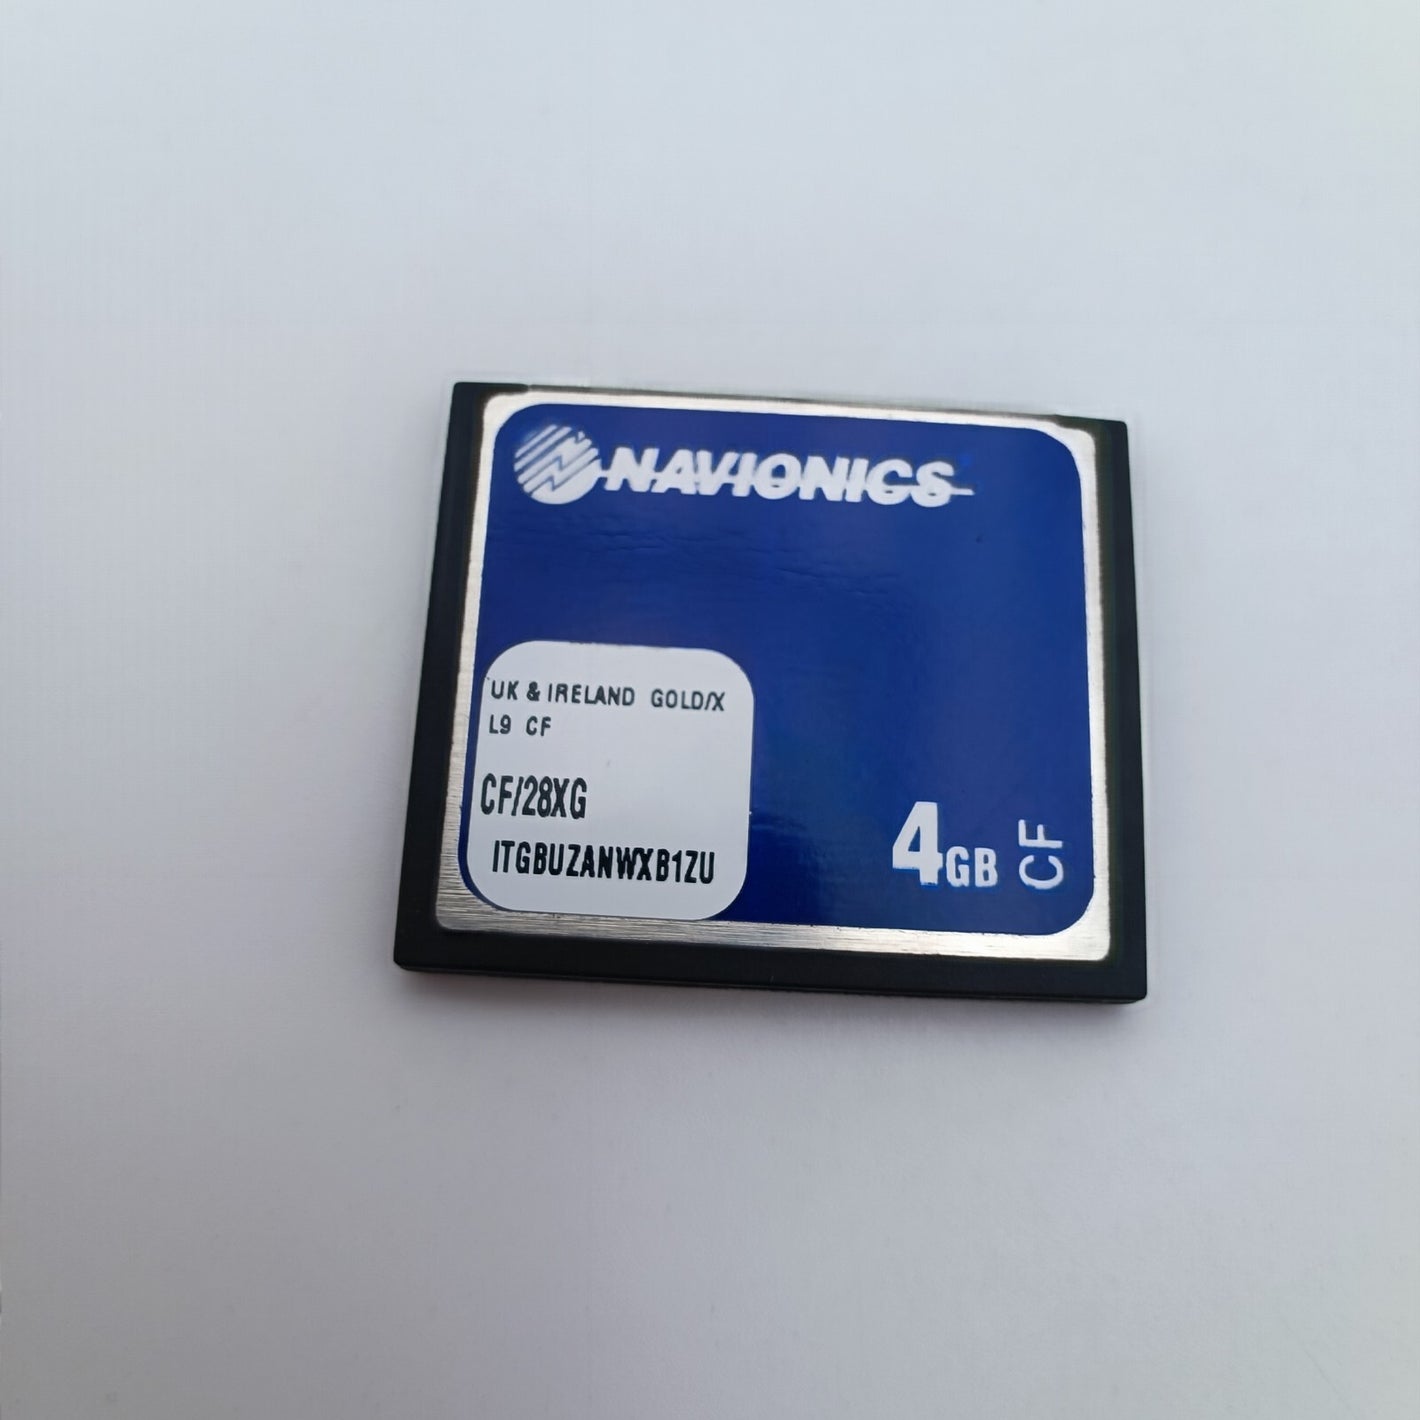 NAVIONICS
UK & IRELAND GOLD/X
L9 CF
CF/28XG
ITGBUZANWXB1ZU
4GB CF